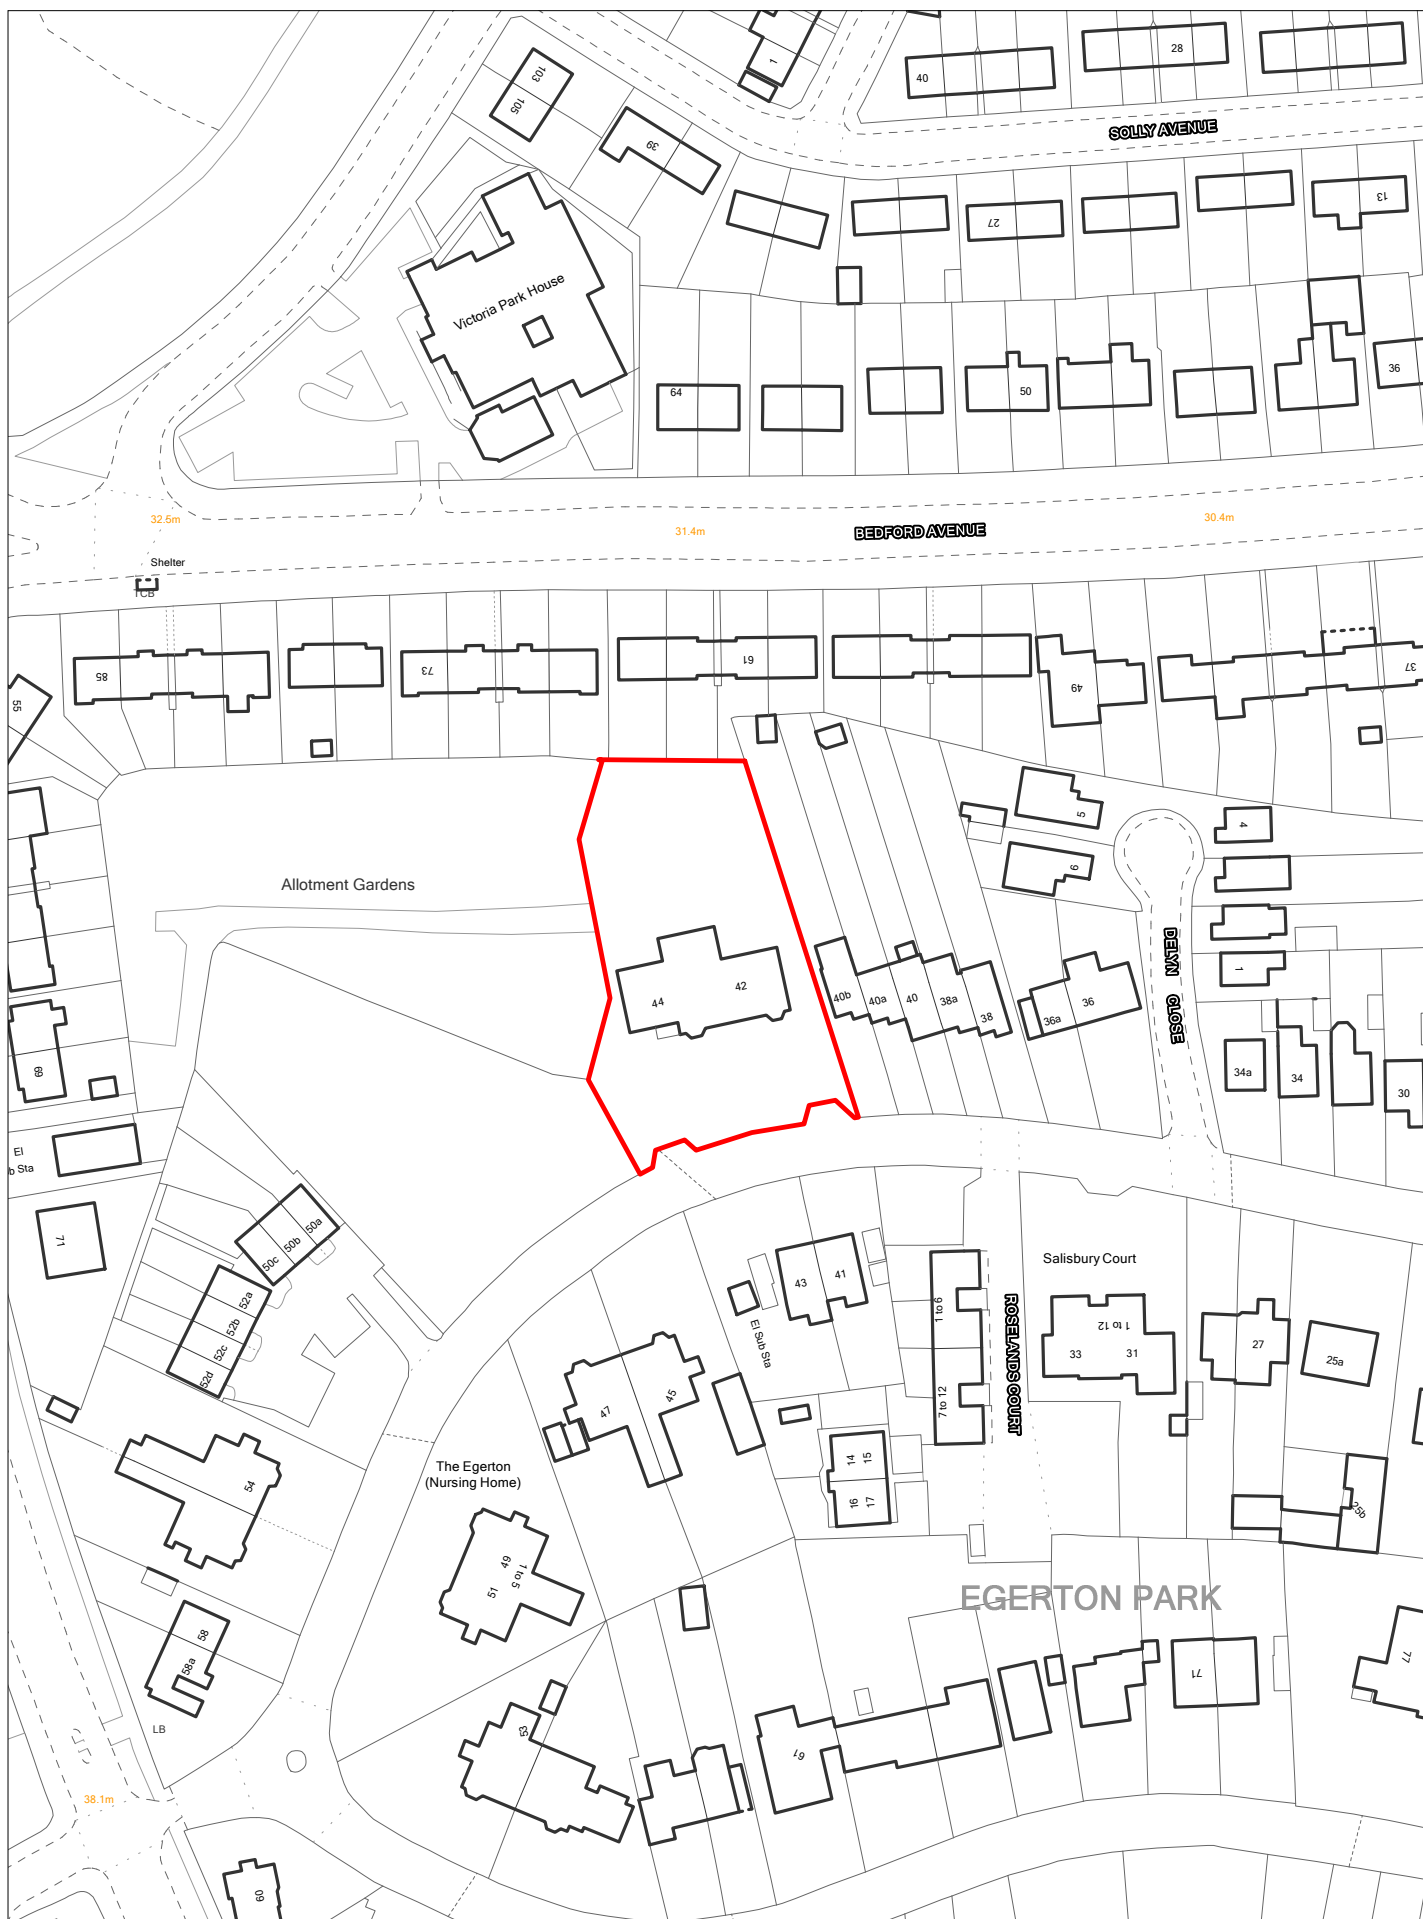 1
103
105
39
40
28
SOLLY AVENUE
27
13
Victoria Park House
64
50
36
32.5m
31.4m
BEDFORD AVENUE
30.4m
Shelter
TCB
85
73
61
49
37
55
5
6
4
Allotment Gardens
DELYN CLOSE
44
42
40b
40a
40
38a
38
36a
36
1
69
34a
34
30
El
b Sta
71
50a
50b
50c
52a
52b
52c
52d
43
41
El Sub Sta
1 to 6
7 to 12
ROSELANDS COURT
Salisbury Court
1 to 12
33
31
27
25a
47
45
14
15
16
17
25b
54
The Egerton
(Nursing Home)
49
51
1 to 5
EGERTON PARK
58
58a
LB
53
61
71
77
38.1m
60